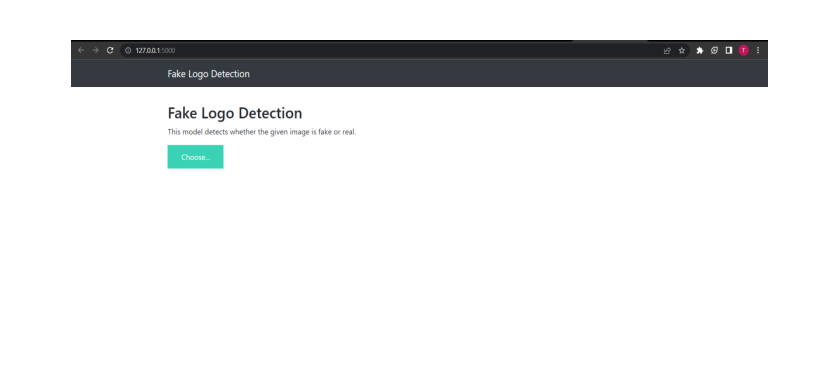 127.0.0.1:5000
T
Fake Logo Detection
Fake Logo Detection
This model detects whether the given image is fake or real.
Choose...